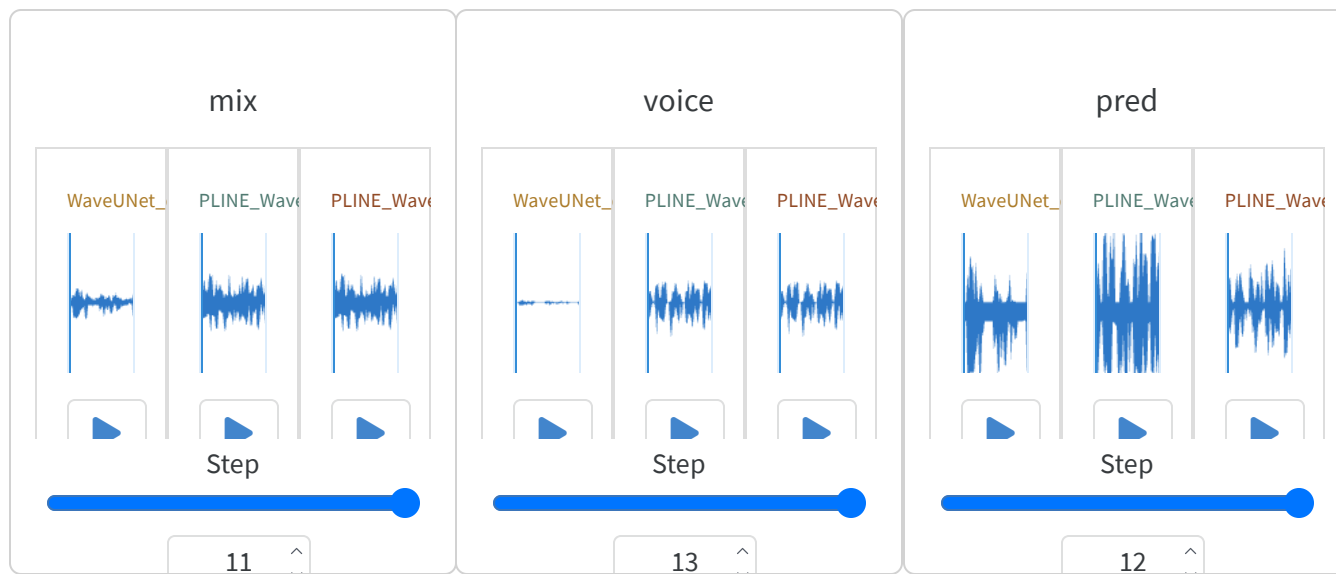 mix
WaveUNet_
PLINE_Wave
PLINE_Wave
Step
11
voice
WaveUNet_
PLINE_Wave
PLINE_Wave
Step
13
pred
WaveUNet_
PLINE_Wave
PLINE_Wave
Step
12